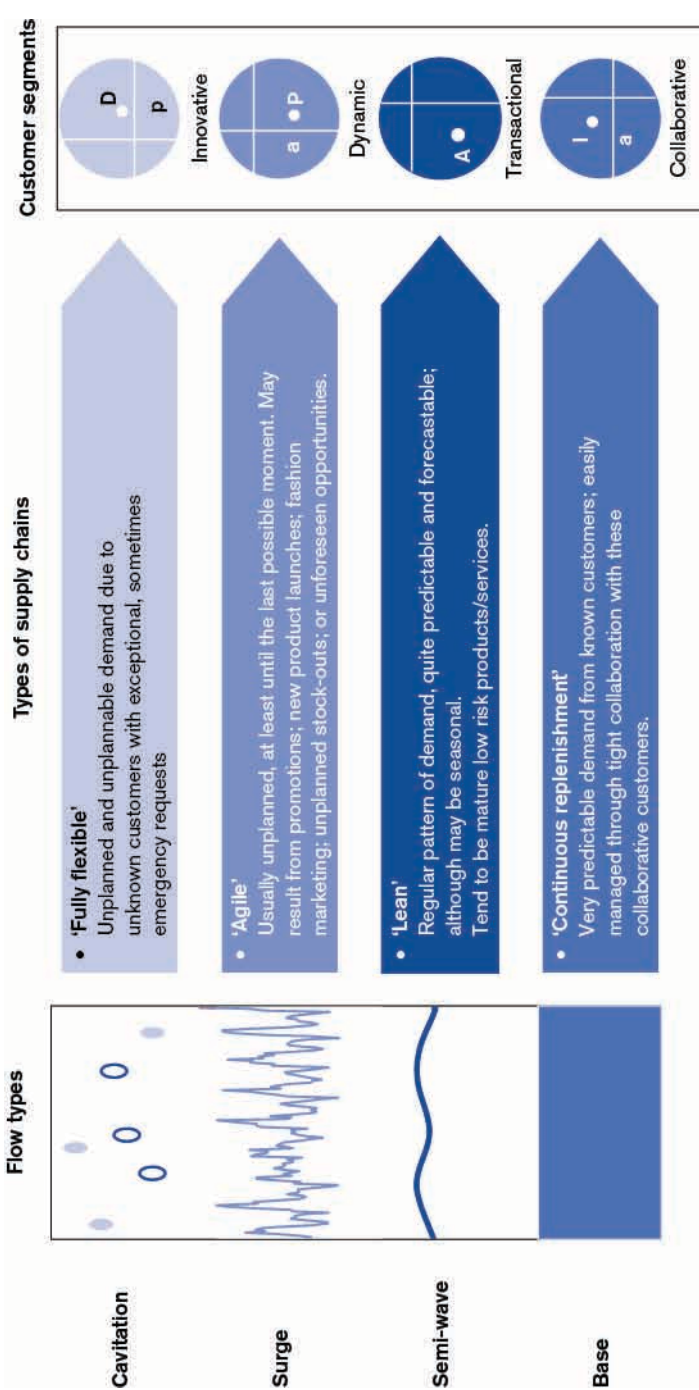 Flow types
Types of supply chains
Customer segments
Cavitation
• ‘Fully flexible’
Unplanned and unplannable demand due to
unknown customers with exceptional, sometimes
emergency requests
D
p
Innovative
Surge
• ‘Agile’
Usually unplanned, at least until the last possible moment. May
result from promotions; new product launches; fashion
marketing; unplanned stock-outs; or unforeseen opportunities.
a P
Dynamic
Semi-wave
• ‘Lean’
Regular pattern of demand, quite predictable and forecastable;
although may be seasonal.
Tend to be mature low risk products/services.
A
Transactional
Base
• ‘Continuous replenishment’
Very predictable demand from known customers; easily
managed through tight collaboration with these
collaborative customers.
I
a
Collaborative